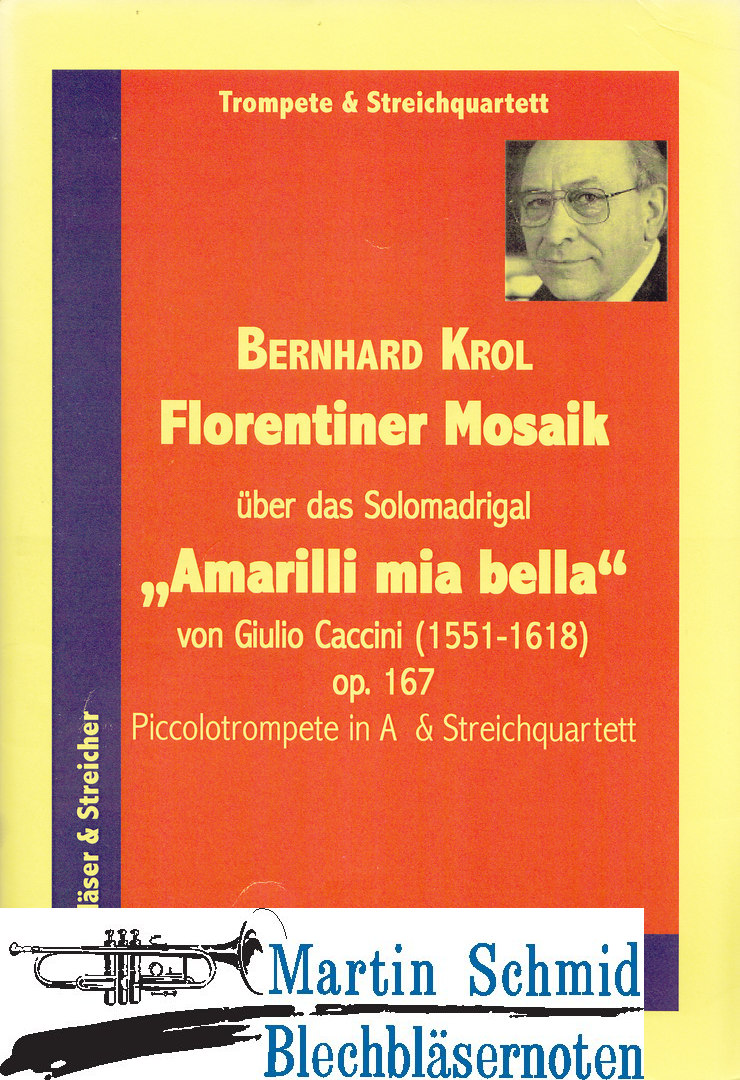 Trompete & Streichquartett
BERNHARD KROL
Florentiner Mosaik
über das Solomadrigal
„Amarilli mia bella“
von Giulio Caccini (1551-1618)
op. 167
Piccolotrompete in A & Streichquartett
& Streicher
Martin Schmid
Blechbläsernoten